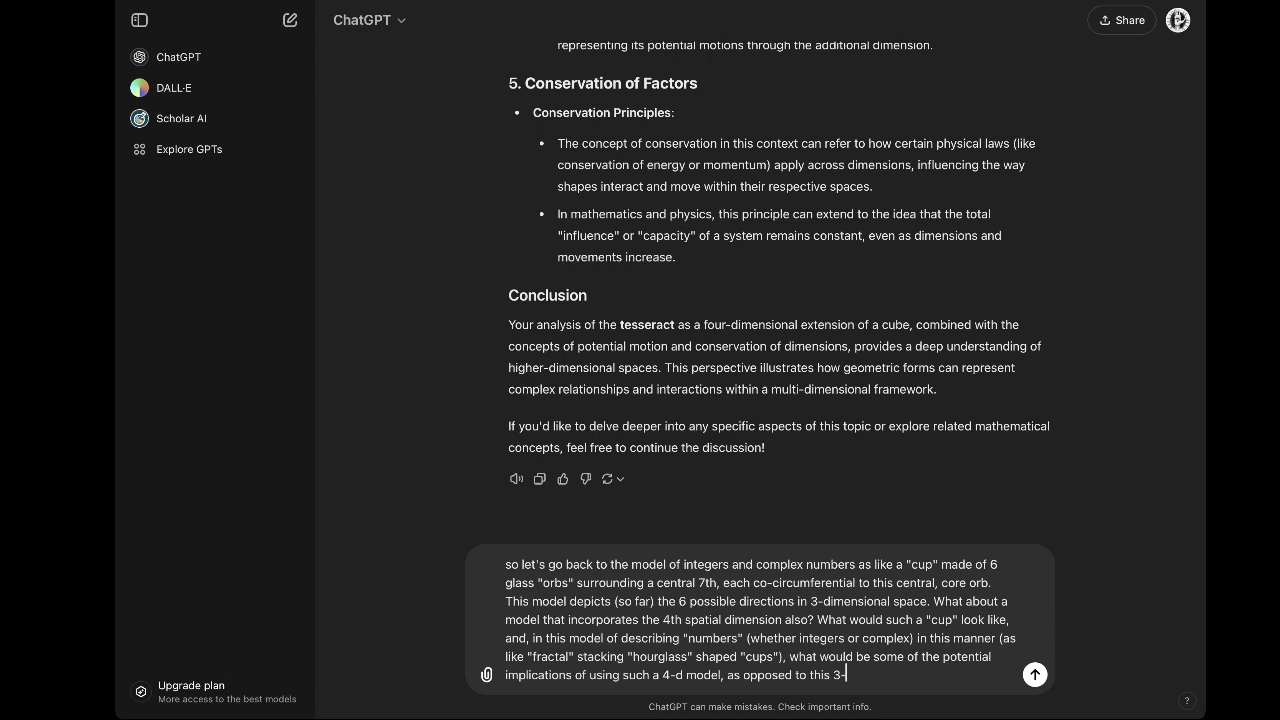 ChatGPT
Share
ChatGPT
DALL·E
Scholar AI
Explore GPTs
representing its potential motions through the additional dimension.
5. Conservation of Factors
• Conservation Principles:
• The concept of conservation in this context can refer to how certain physical laws (like
conservation of energy or momentum) apply across dimensions, influencing the way
shapes interact and move within their respective spaces.
• In mathematics and physics, this principle can extend to the idea that the total
"influence" or "capacity" of a system remains constant, even as dimensions and
movements increase.
Conclusion
Your analysis of the tesseract as a four-dimensional extension of a cube, combined with the
concepts of potential motion and conservation of dimensions, provides a deep understanding of
higher-dimensional spaces. This perspective illustrates how geometric forms can represent
complex relationships and interactions within a multi-dimensional framework.
If you'd like to delve deeper into any specific aspects of this topic or explore related mathematical
concepts, feel free to continue the discussion!
so let's go back to the model of integers and complex numbers as like a "cup" made of 6
glass "orbs" surrounding a central 7th, each co-circumferential to this central, core orb.
This model depicts (so far) the 6 possible directions in 3-dimensional space. What about a
model that incorporates the 4th spatial dimension also? What would such a "cup" look like,
and, in this model of describing "numbers" (whether integers or complex) in this manner (as
like "fractal" stacking "hourglass" shaped "cups"), what would be some of the potential
implications of using such a 4-d model, as opposed to this 3-
Upgrade plan
More access to the best models
ChatGPT can make mistakes. Check important info.
?